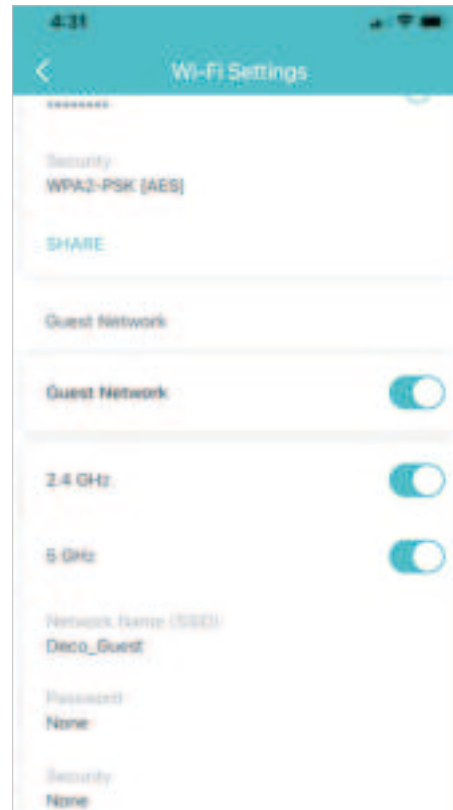 4:31
Wi-Fi Settings
••••••••
Security
WPA2-PSK [AES]
SHARE
Guest Network
Guest Network
2.4 GHz
5 GHz
Network Name (SSID)
Deco_Guest
Password
None
Security
None